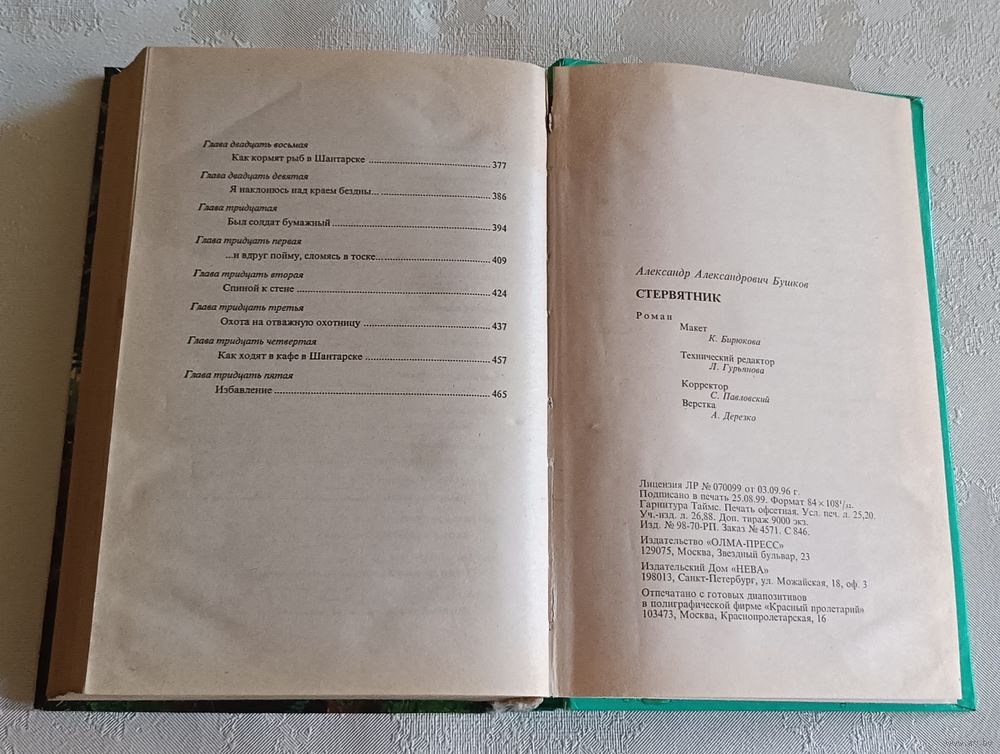 Глава двадцать восьмая
Как кормят рыб в Шантарске ........ 377
Глава двадцать девятая
Я наклонюсь над краем бездны... ........ 386
Глава тридцатая
Был солдат бумажный ........ 394
Глава тридцать первая
...и вдруг пойму, сломясь в тоске... ........ 409
Глава тридцать вторая
Спиной к стене ........ 424
Глава тридцать третья
Охота на отважную охотницу ........ 437
Глава тридцать четвертая
Как ходят в кафе в Шантарске ........ 457
Глава тридцать пятая
Избавление ........ 465
Александр Александрович Бушков
СТЕРВЯТНИК
Роман
Макет
К. Бирюкова
Технический редактор
Л. Гурьянова
Корректор
С. Павловский
Верстка
А. Дерезко
Лицензия ЛР № 070099 от 03.09.96 г.
Подписано в печать 25.08.99. Формат 84 × 108 1/32.
Гарнитура Таймс. Печать офсетная. Усл. печ. л. 25,20.
Уч.-изд. л. 26,88. Доп. тираж 9000 экз.
Изд. № 98-70-РП. Заказ № 4571. С 846.
Издательство «ОЛМА-ПРЕСС»
129075, Москва, Звездный бульвар, 23
Издательский Дом «НЕВА»
198013, Санкт-Петербург, ул. Можайская, 18, оф. 3
Отпечатано с готовых диапозитивов
в полиграфической фирме «Красный пролетарий»
103473, Москва, Краснопролетарская, 16